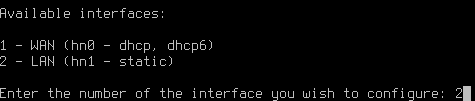 Available interfaces:
1 - WAN (hn0 - dhcp, dhcp6)
2 - LAN (hn1 - static)
Enter the number of the interface you wish to configure: 2